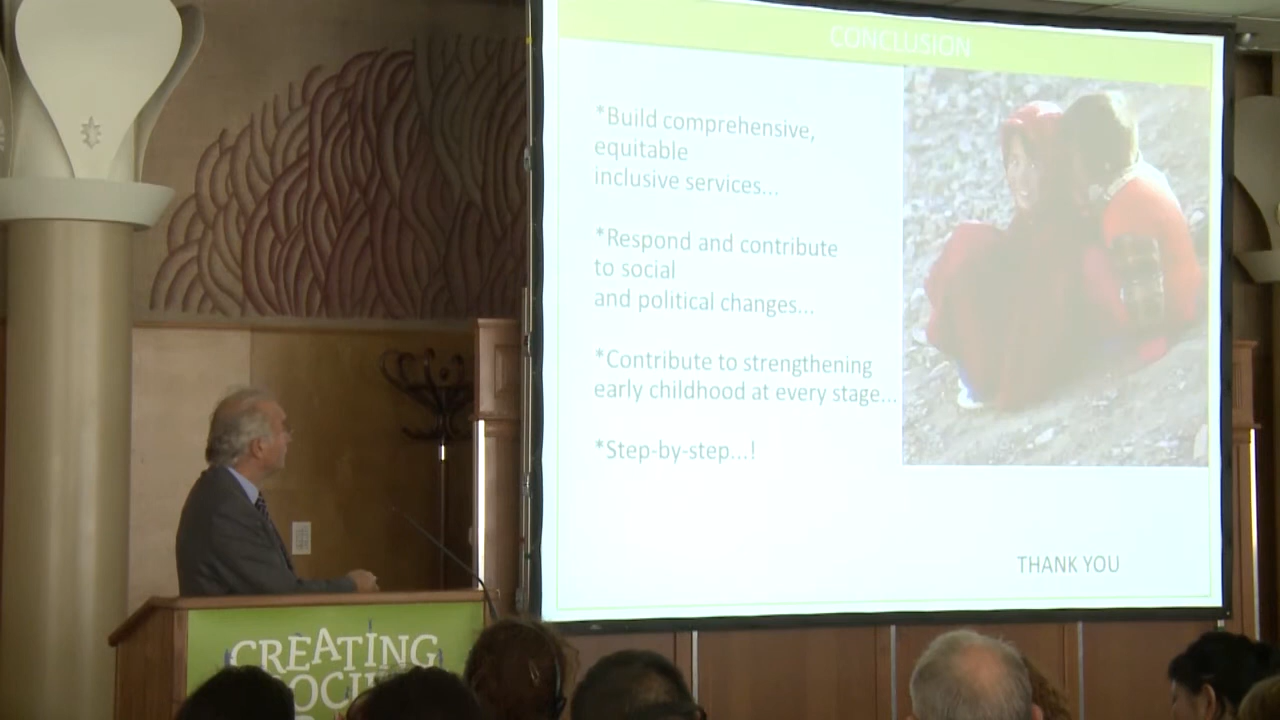 CONCLUSION
*Build comprehensive,
equitable
inclusive services...
*Respond and contribute
to social
and political changes...
*Contribute to strengthening
early childhood at every stage...
*Step-by-step...!
THANK YOU
CREATING